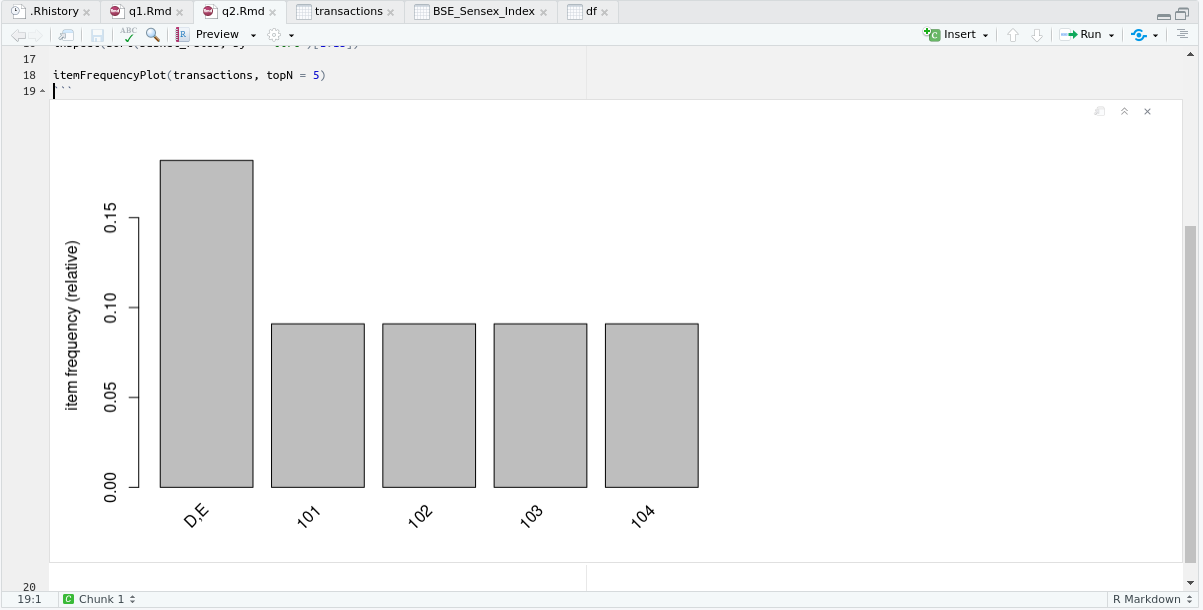 .Rhistory q1.Rmd q2.Rmd transactions BSE_Sensex_Index df
ABC Preview Insert Run
17
18 itemFrequencyPlot(transactions, topN = 5)
19 ```
item frequency (relative)
0.15
0.10
0.05
0.00
D,E 101 102 103 104
20
19:1 Chunk 1 R Markdown